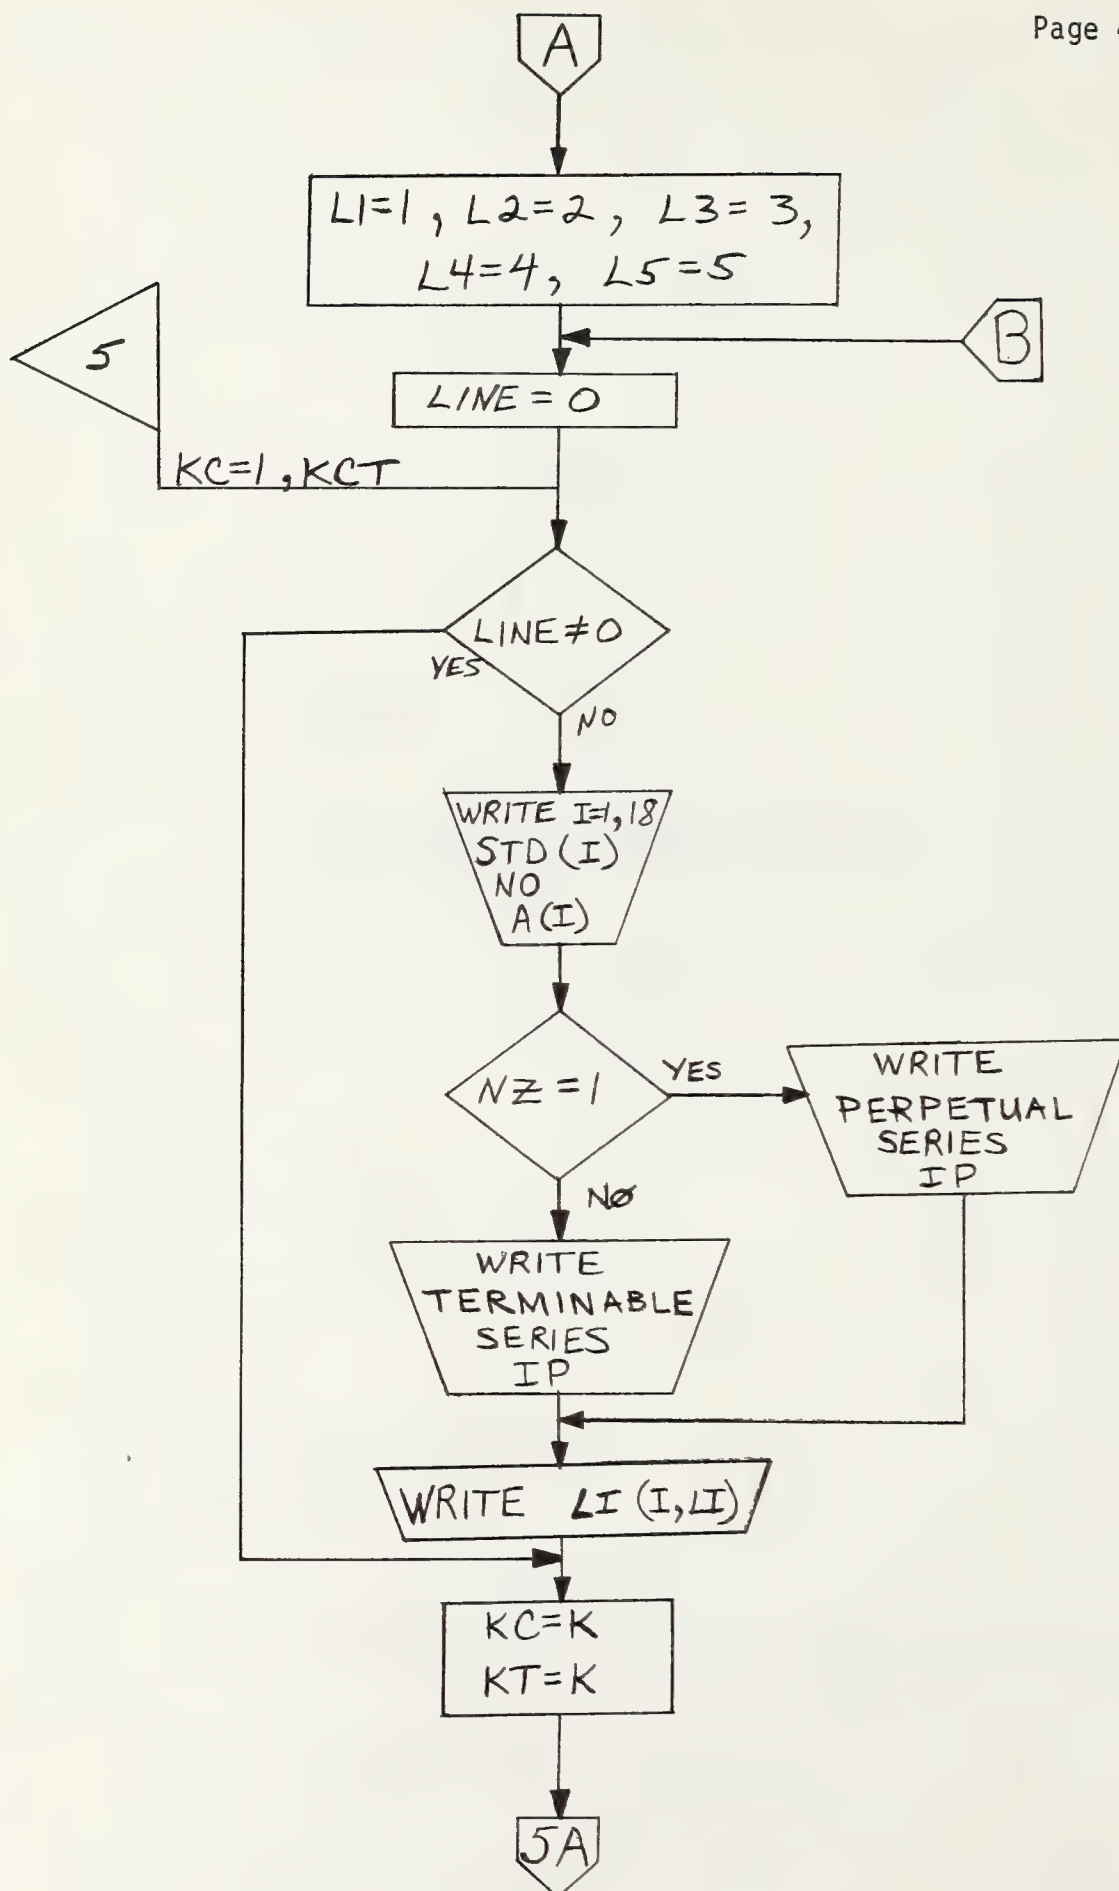 Page
A
L1=1, L2=2, L3=3,
L4=4, L5=5
5
B
LINE = 0
KC=1, KCT
LINE≠0
YES
NO
WRITE I=1,18
STD(I)
NO
A(I)
NZ = 1
YES
WRITE
PERPETUAL
SERIES
IP
NØ
WRITE
TERMINABLE
SERIES
IP
WRITE LI (I,LI)
KC=K
KT=K
5A